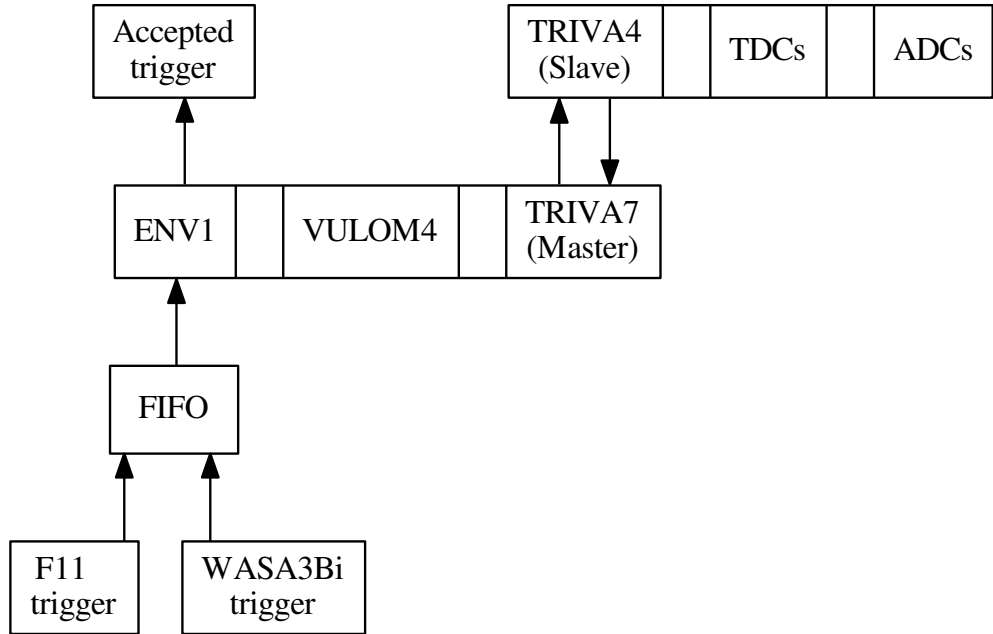 Accepted
trigger
TRIVA4
(Slave)
TDCs
ADCs
ENV1
VULOM4
TRIVA7
(Master)
FIFO
F11
trigger
WASA3Bi
trigger